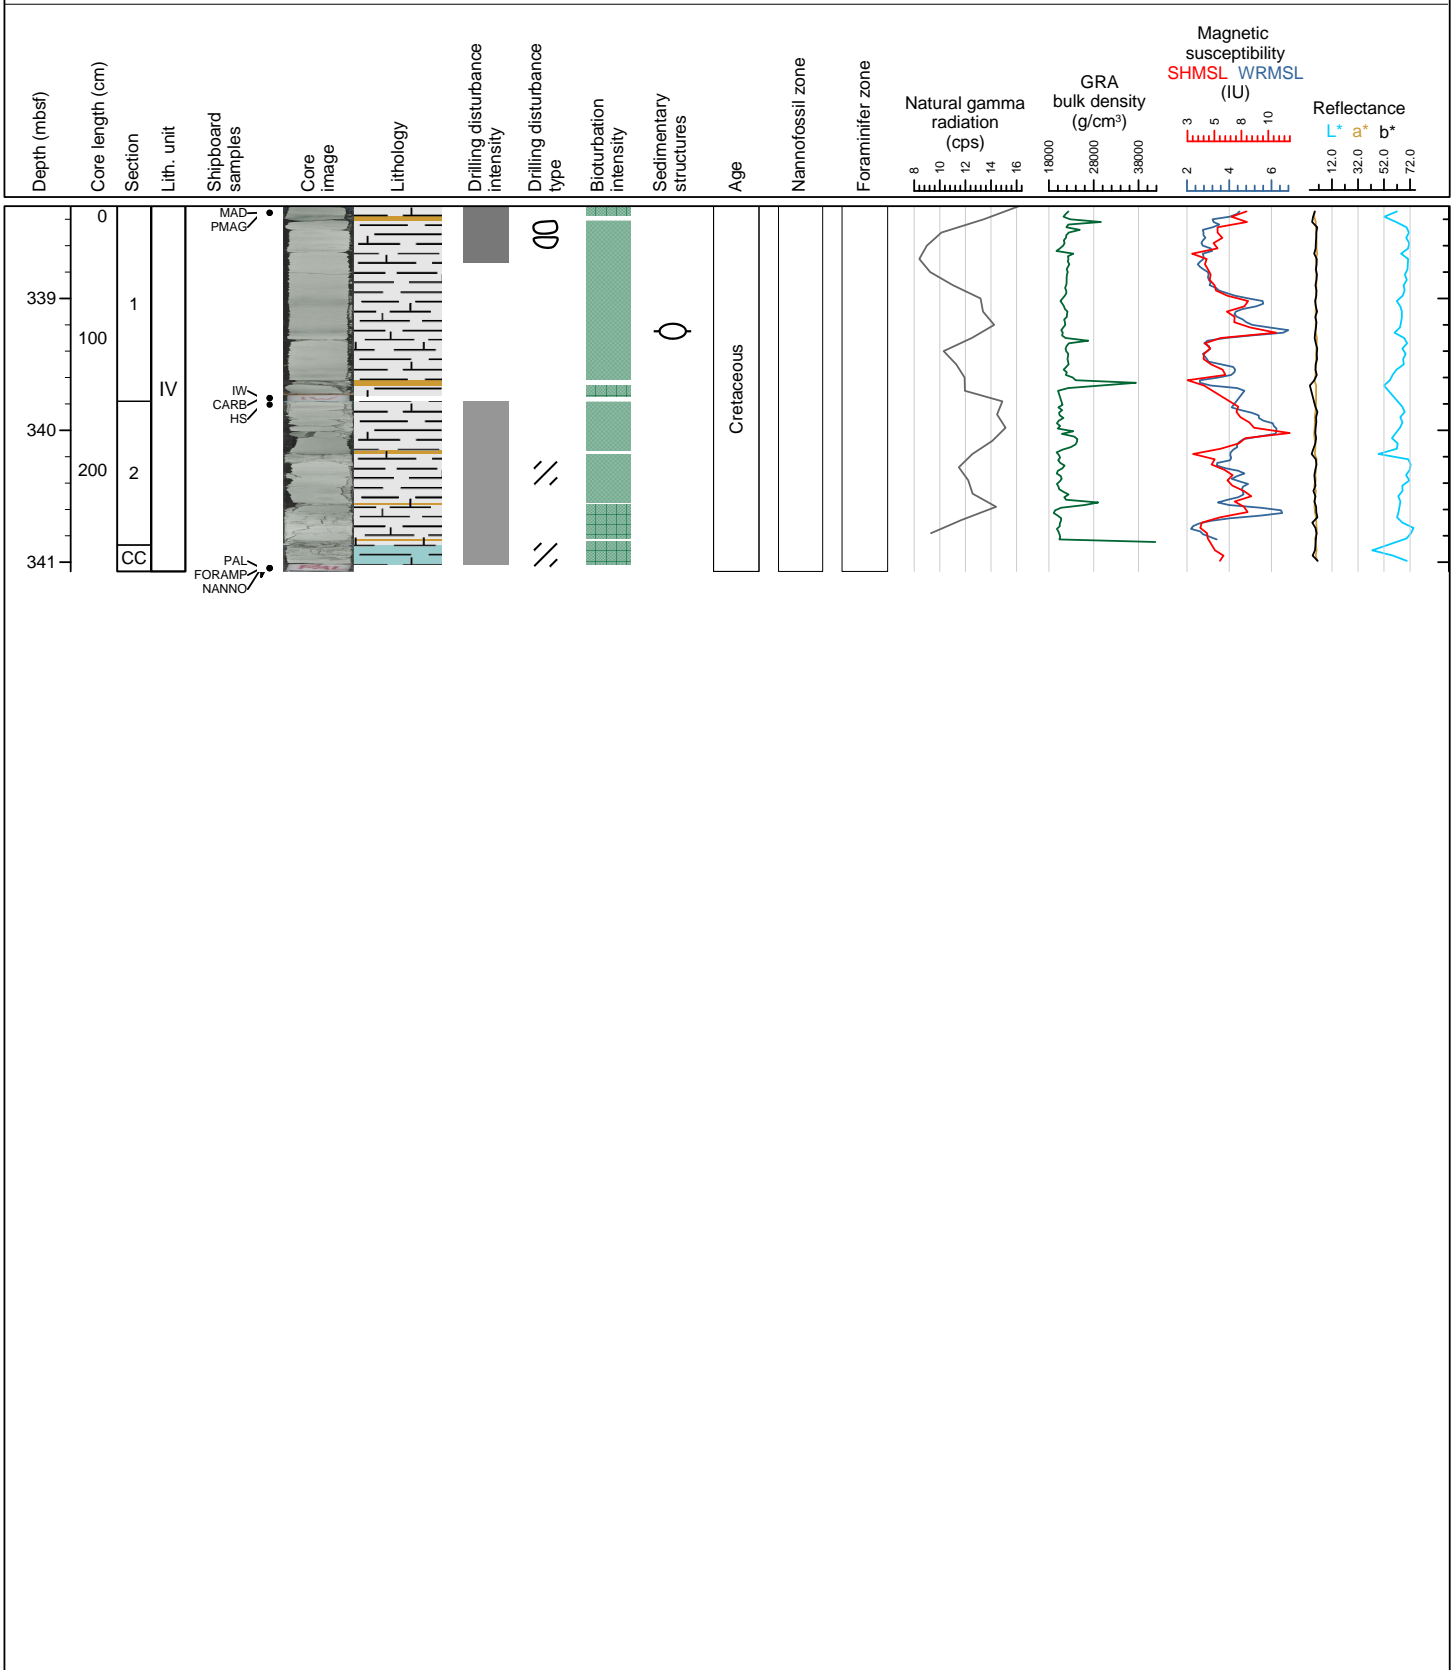 Depth (mbsf)
Core length (cm)
Section
Lith. unit
Shipboard
samples
Core
image
Lithology
Drilling disturbance
intensity
Drilling disturbance
type
Bioturbation
intensity
Sedimentary
structures
Age
Nannofossil zone
Foraminifer zone
Natural gamma
radiation
(cps)
8 10 12 14 16
GRA
bulk density
(g/cm³)
18000 28000 38000
Magnetic
susceptibility
SHMSL WRMSL
(IU)
3 5 8 10
2 4 6
Reflectance
L* a* b*
12.0 32.0 52.0 72.0
0
100
200
339
340
341
1
2
CC
IV
MAD
PMAG
IW
CARB
HS
PAL
FORAMP
NANNO
Cretaceous